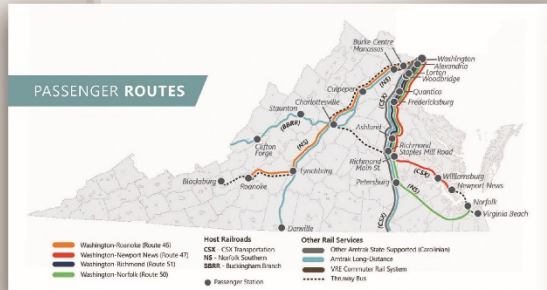 PASSENGER ROUTES
Burke Centre
Manassas
Washington
Alexandria
Lorton
Woodbridge
(NS)
Quantico
(CSX)
Fredericksburg
Culpeper
Charlottesville
Staunton
(BBRR)
Clifton
Forge
(NS)
Ashland
Richmond
Staples Mill Road
Richmond
Main St.
(CSX)
Williamsburg
Newport News
Lynchburg
Blacksburg
Roanoke
Petersburg
(NS)
Norfolk
Virginia Beach
Danville
(CSX)
Washington-Roanoke (Route 46)
Washington-Newport News (Route 47)
Washington-Richmond (Route 51)
Washington-Norfolk (Route 50)
Host Railroads
CSX - CSX Transportation
NS - Norfolk Southern
BBRR - Buckingham Branch
Passenger Station
Other Rail Services
Other Amtrak State-Supported (Carolinian)
Amtrak Long-Distance
VRE Commuter Rail System
Thruway Bus